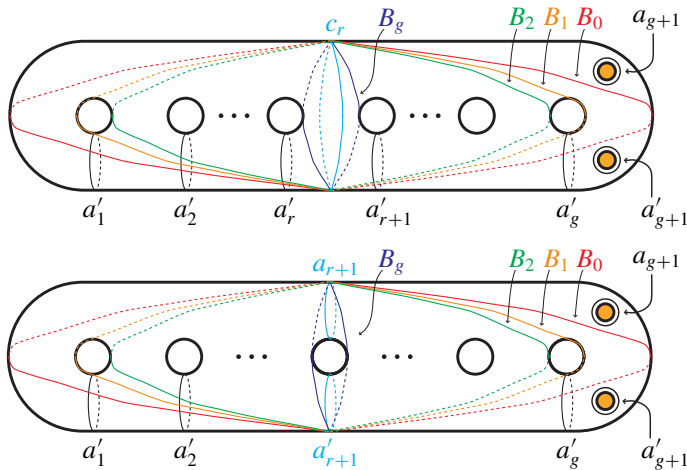 c_r B_g B_2 B_1 B_0 a_{g+1}
... ...
a'_1 a'_2 a'_r a'_{r+1} a'_g a'_{g+1}
a_{r+1} B_g B_2 B_1 B_0 a_{g+1}
... ...
a'_1 a'_2 a'_{r+1} a'_g a'_{g+1}